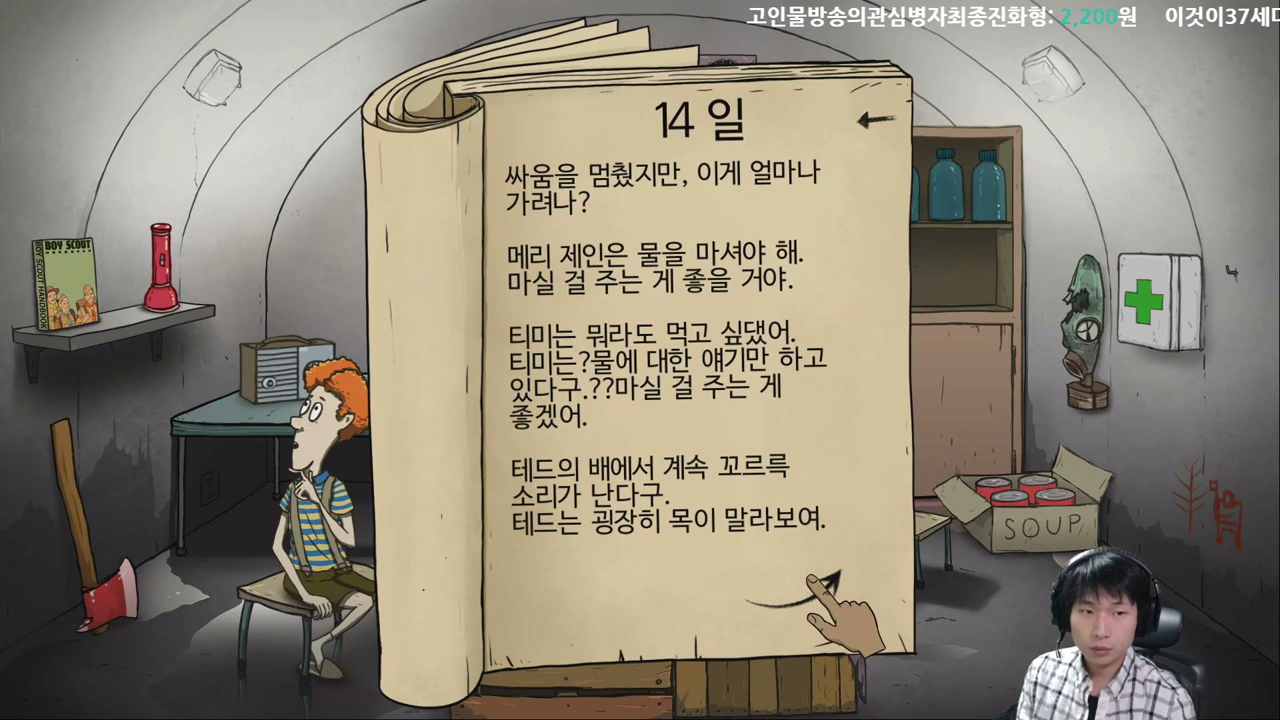 고인물방송의관심병자최종진화형: 2,200원 이것이37세
14 일
싸움을 멈췄지만, 이게 얼마나
가려나?
메리 제인은 물을 마셔야 해.
마실 걸 주는 게 좋을 거야.
티미는 뭐라도 먹고 싶댔어.
티미는?물에 대한 얘기만 하고
있다구.??마실 걸 주는 게
좋겠어.
테드의 배에서 계속 꼬르륵
소리가 난다구.
테드는 굉장히 목이 말라보여.
BOY SCOUT
BOY SCOUT HANDBOOK
SOUP